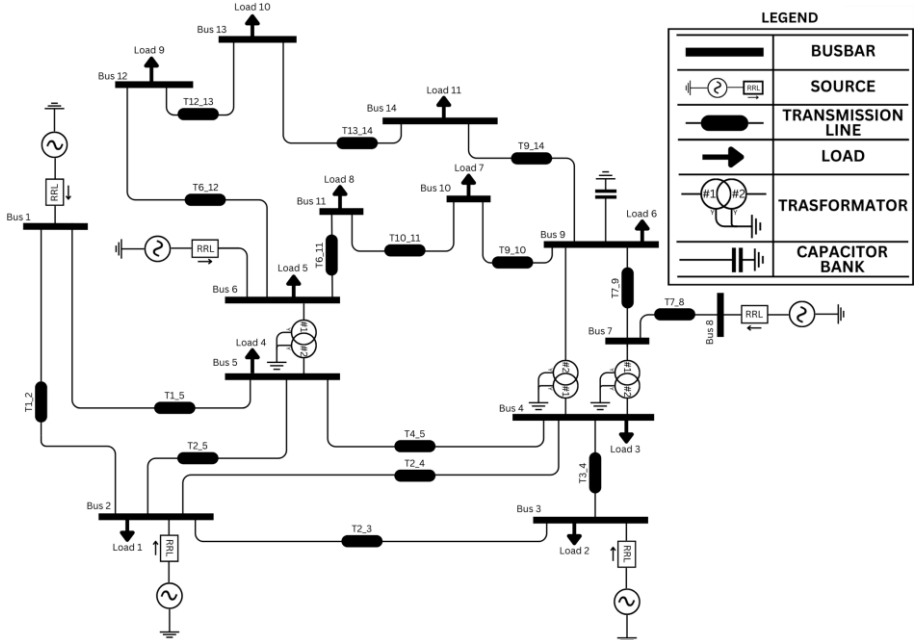 Load 10
LEGEND
Bus 13
Load 9
BUSBAR
Bus 12
RRL
SOURCE
T12_13
Load 11
Bus 14
TRANSMISSION
LINE
T13_14
T9_14
LOAD
RRL
Load 8
Load 7
#1
#2
Y
Y
TRASFORMATOR
T6_12
Bus 10
Bus 1
Bus 11
Load 6
CAPACITOR
BANK
RRL
T6_11
T10_11
T9_10
Bus 9
Load 5
T7_9
Bus 6
T7_8
Bus 8
RRL
#1
#2
Y
Y
Load 4
Bus 7
Bus 5
#2
#1
Y
Y
#1
#2
Y
Y
T1_2
T1_5
Bus 4
T4_5
Load 3
T2_5
T2_4
T3_4
Bus 2
Bus 3
Load 1
RRL
T2_3
Load 2
RRL